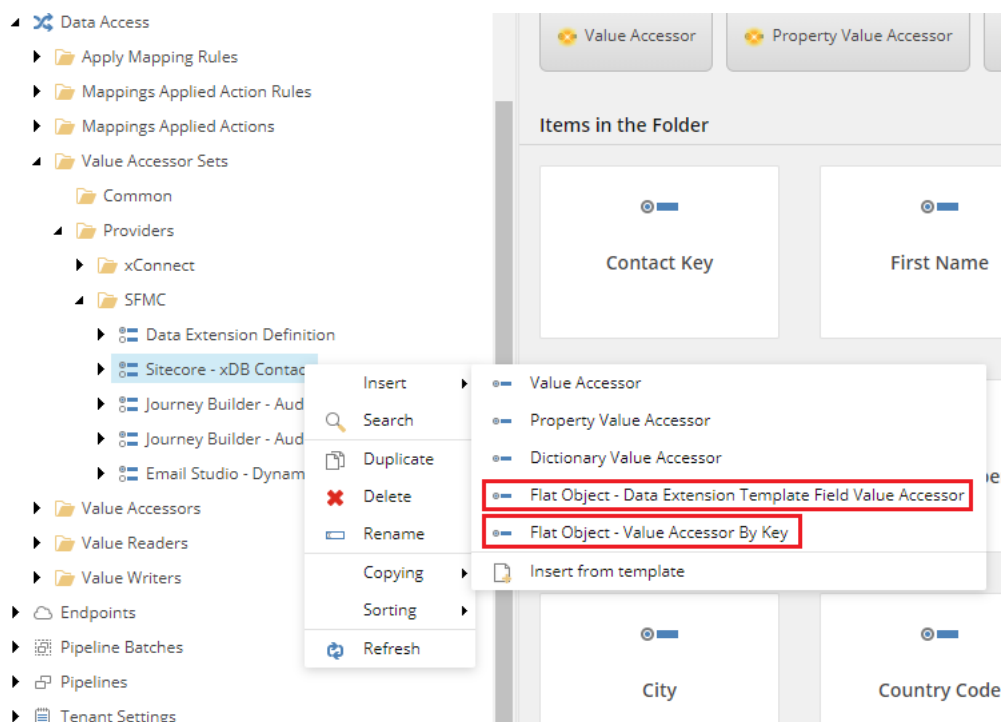 Data Access
Apply Mapping Rules
Mappings Applied Action Rules
Mappings Applied Actions
Value Accessor Sets
Common
Providers
xConnect
SFMC
Data Extension Definition
Sitecore - xDB Contac
Journey Builder - Aud
Journey Builder - Aud
Email Studio - Dynam
Value Accessors
Value Readers
Value Writers
Endpoints
Pipeline Batches
Pipelines
Tenant Settings
Insert
Search
Duplicate
Delete
Rename
Copying
Sorting
Refresh
Value Accessor
Property Value Accessor
Dictionary Value Accessor
Flat Object - Data Extension Template Field Value Accessor
Flat Object - Value Accessor By Key
Insert from template
Value Accessor
Property Value Accessor
Items in the Folder
Contact Key
First Name
City
Country Code